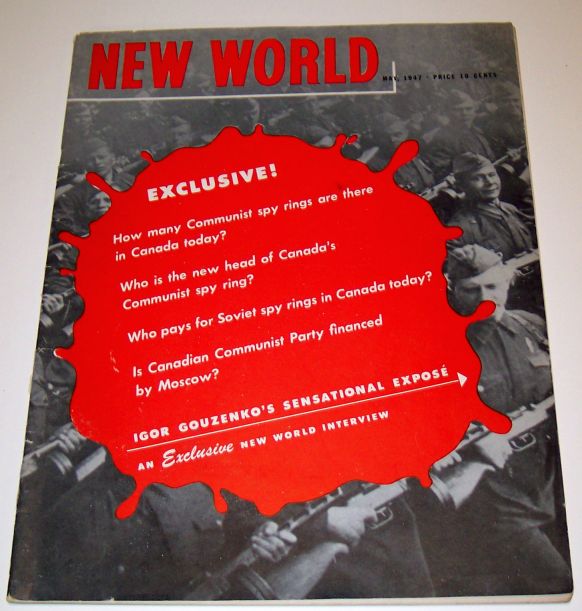 NEW WORLD
MAY, 1947 · PRICE 10 CENTS
EXCLUSIVE!
How many Communist spy rings are there
in Canada today?
Who is the new head of Canada's
Communist spy ring?
Who pays for Soviet spy rings in Canada today?
Is Canadian Communist Party financed
by Moscow?
IGOR GOUZENKO'S SENSATIONAL EXPOSÉ
AN Exclusive NEW WORLD INTERVIEW